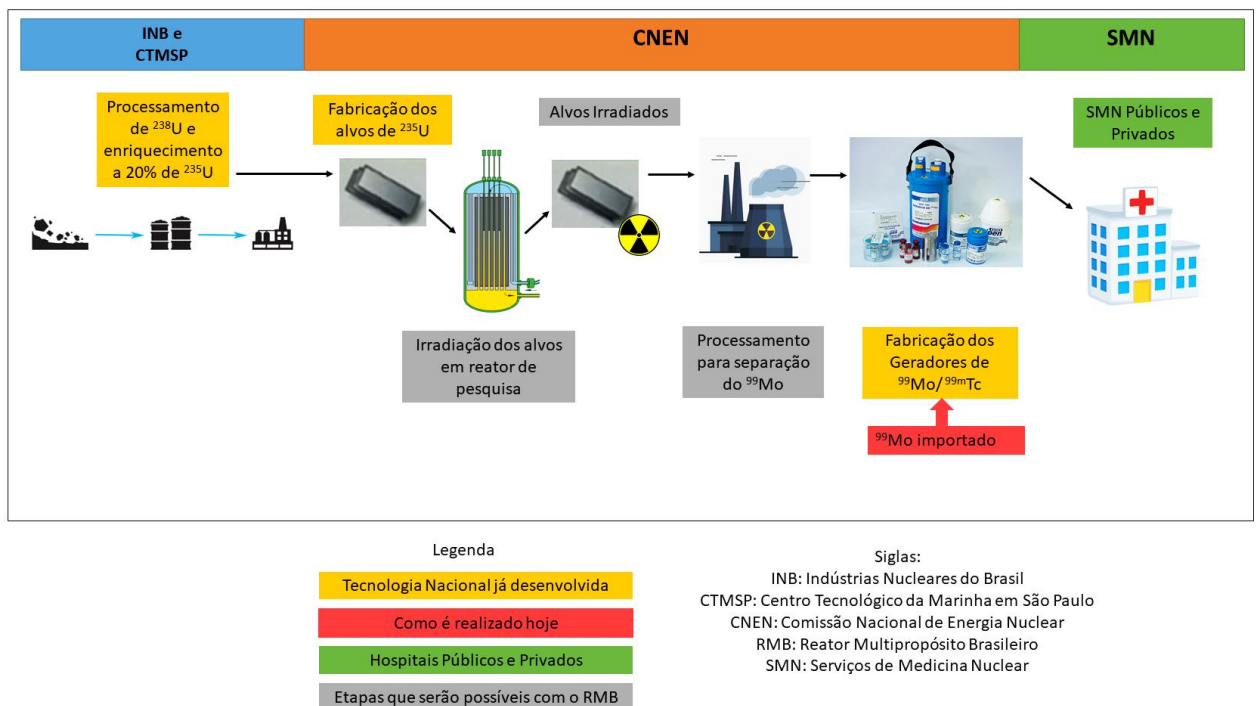 INB e
CTMSP
CNEN
SMN
Processamento
de ²³⁸U e
enriquecimento
a 20% de ²³⁵U
Fabricação dos
alvos de ²³⁵U
Alvos Irradiados
SMN Públicos e
Privados
Irradiação dos alvos
em reator de
pesquisa
Processamento
para separação
do ⁹⁹Mo
Fabricação dos
Geradores de
⁹⁹Mo/ ⁹⁹ᵐTc
⁹⁹Mo importado
Legenda
Tecnologia Nacional já desenvolvida
Como é realizado hoje
Hospitais Públicos e Privados
Etapas que serão possíveis com o RMB
Siglas:
INB: Indústrias Nucleares do Brasil
CTMSP: Centro Tecnológico da Marinha em São Paulo
CNEN: Comissão Nacional de Energia Nuclear
RMB: Reator Multipropósito Brasileiro
SMN: Serviços de Medicina Nuclear